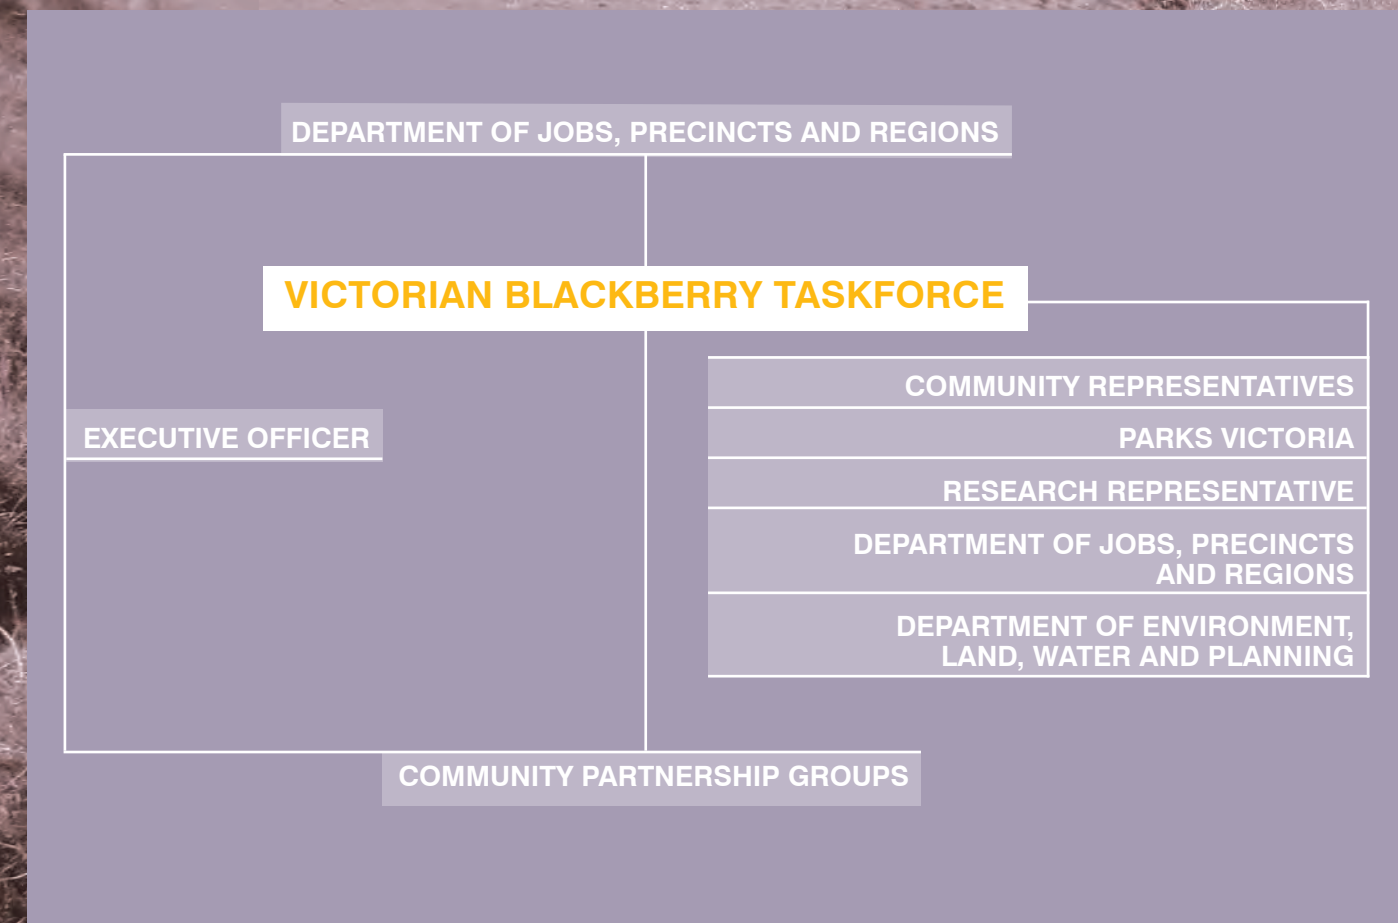 DEPARTMENT OF JOBS, PRECINCTS AND REGIONS
VICTORIAN BLACKBERRY TASKFORCE
COMMUNITY REPRESENTATIVES
PARKS VICTORIA
EXECUTIVE OFFICER
RESEARCH REPRESENTATIVE
DEPARTMENT OF JOBS, PRECINCTS
AND REGIONS
DEPARTMENT OF ENVIRONMENT,
LAND, WATER AND PLANNING
COMMUNITY PARTNERSHIP GROUPS